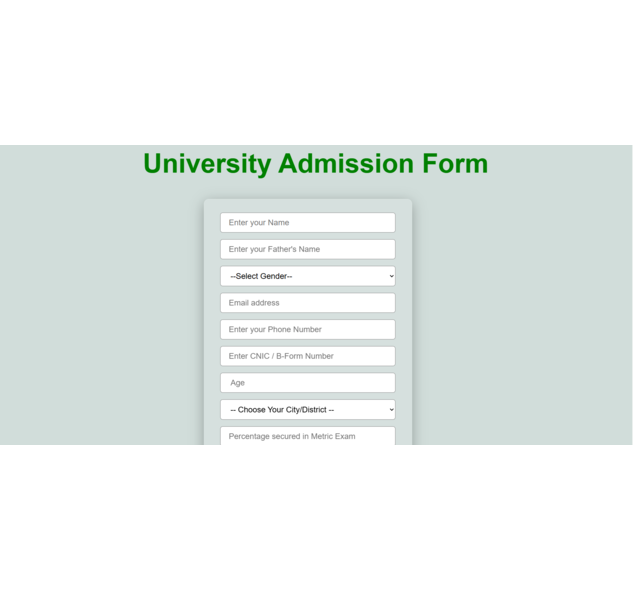 University Admission Form
Enter your Name
Enter your Father's Name
--Select Gender--
Email address
Enter your Phone Number
Enter CNIC / B-Form Number
Age
-- Choose Your City/District --
Percentage secured in Metric Exam